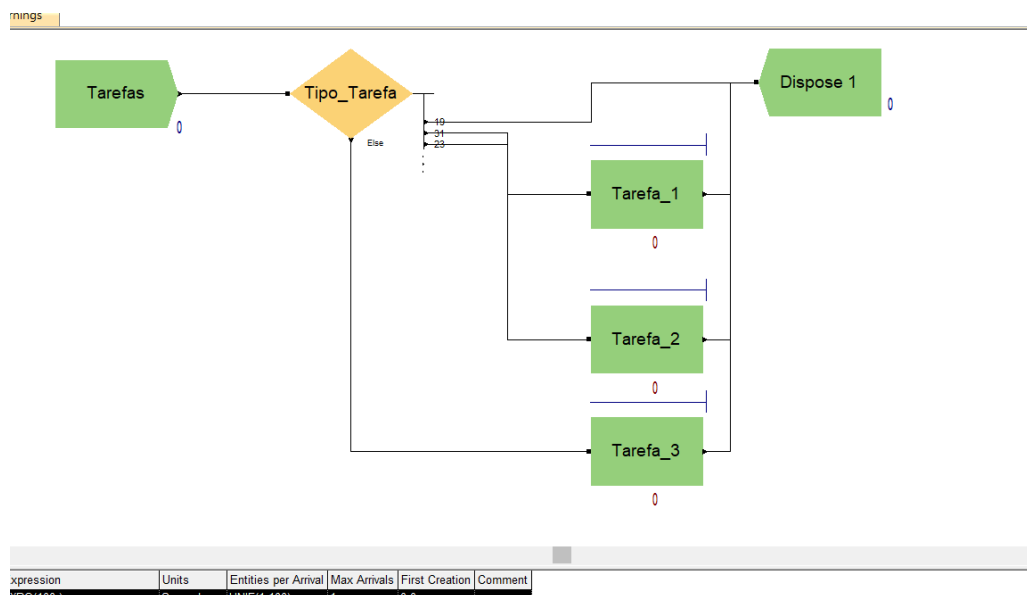 rnings
Tarefas
0
Tipo_Tarefa
Else
19
31
23
Dispose 1
0
Tarefa_1
0
Tarefa_2
0
Tarefa_3
0
xpression Units Entities per Arrival Max Arrivals First Creation Comment